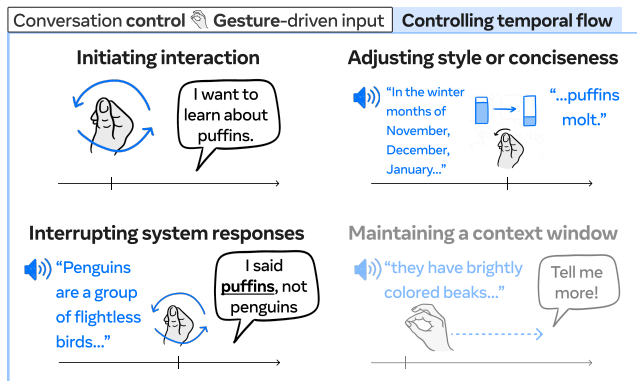 Conversation control Gesture-driven input
Controlling temporal flow
Initiating interaction
I want to
learn about
puffins.
Adjusting style or conciseness
“In the winter
months of
November,
December,
January...”
“...puffins
molt.”
Interrupting system responses
“Penguins
are a group
of flightless
birds...”
I said
puffins, not
penguins
Maintaining a context window
“they have brightly
colored beaks...”
Tell me
more!